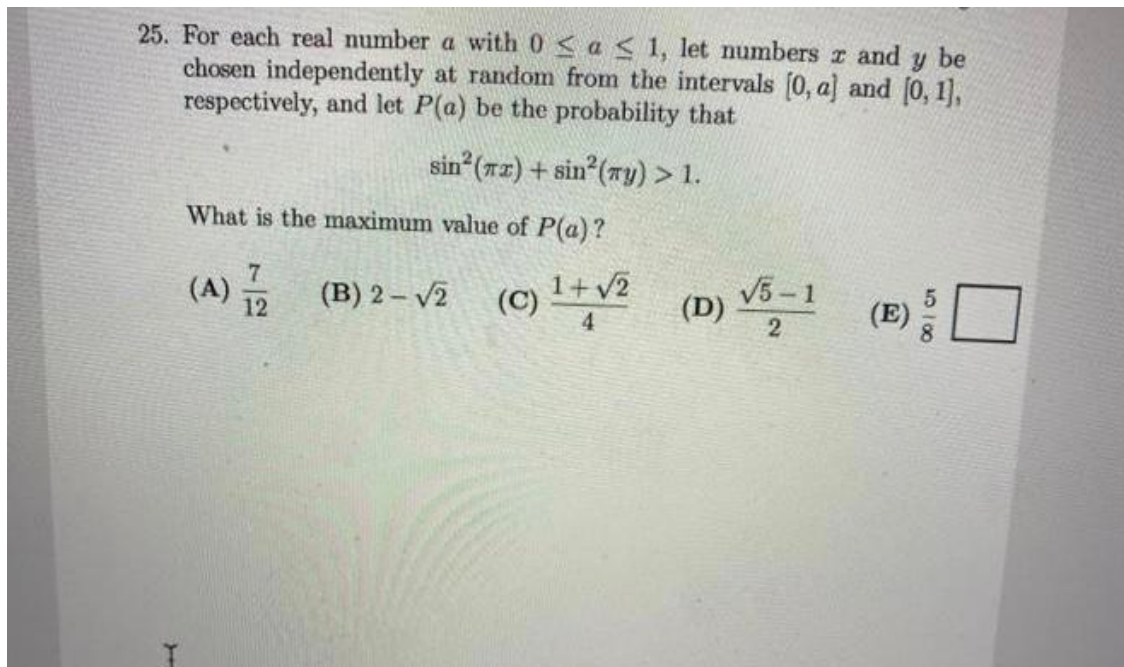 25. For each real number a with 0 ≤ a ≤ 1, let numbers x and y be
chosen independently at random from the intervals [0, a] and [0, 1],
respectively, and let P(a) be the probability that
sin²(πx) + sin²(πy) > 1.
What is the maximum value of P(a)?
(A) 7/12 (B) 2 − √2 (C) (1 + √2)/4 (D) (√5 − 1)/2 (E) 5/8